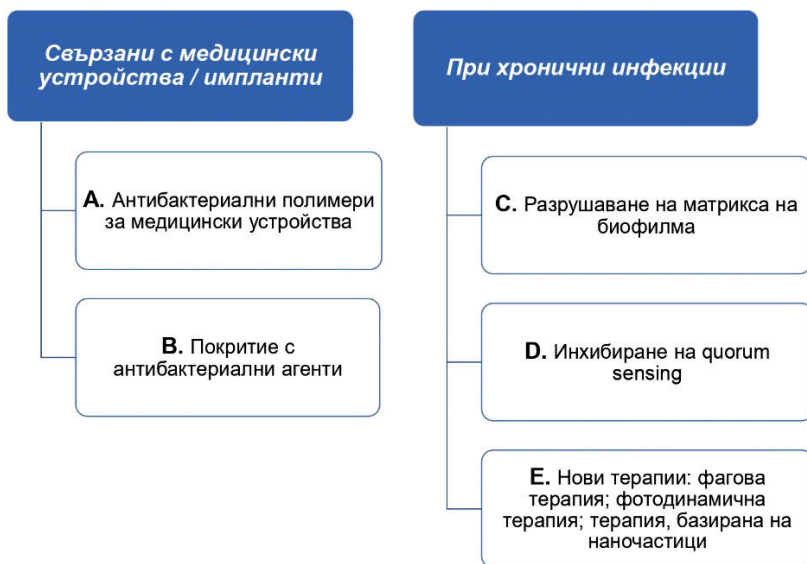 Свързани с медицински
устройства / импланти
A. Антибактериални полимери
за медицински устройства
B. Покритие с
антибактериални агенти
При хронични инфекции
C. Разрушаване на матрикса на
биофилма
D. Инхибиране на quorum
sensing
E. Нови терапии: фагова
терапия; фотодинамична
терапия; терапия, базирана на
наночастици